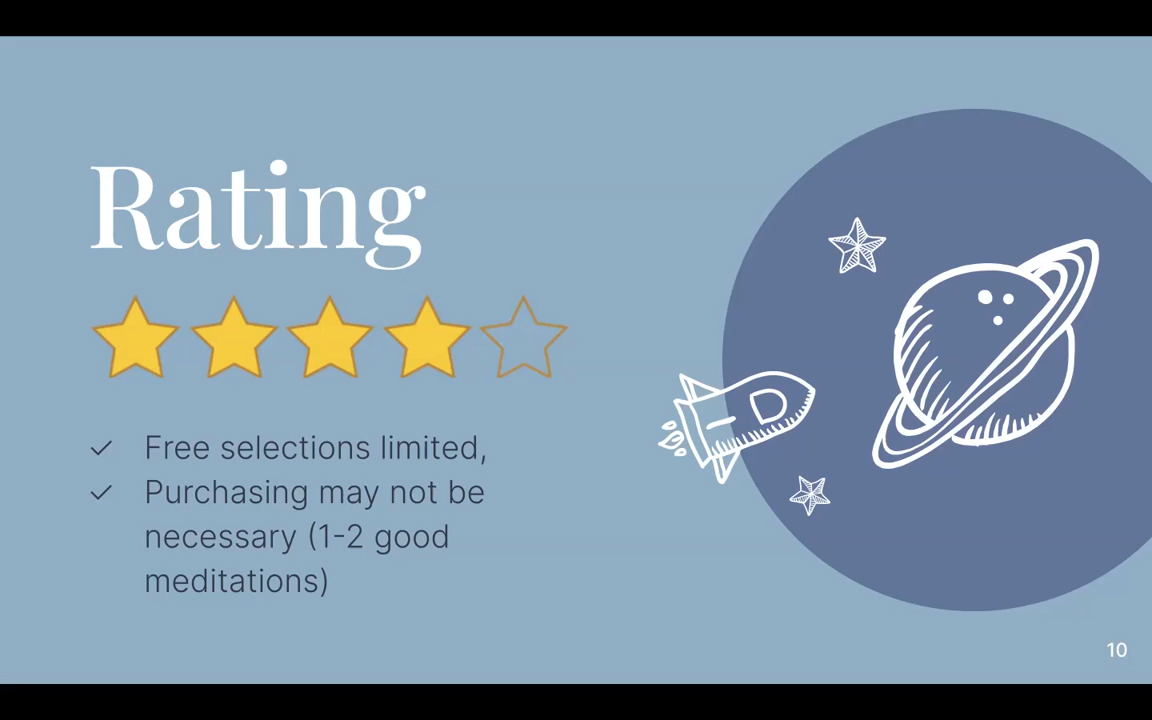 Rating
Free selections limited,
Purchasing may not be
necessary (1-2 good
meditations)
10